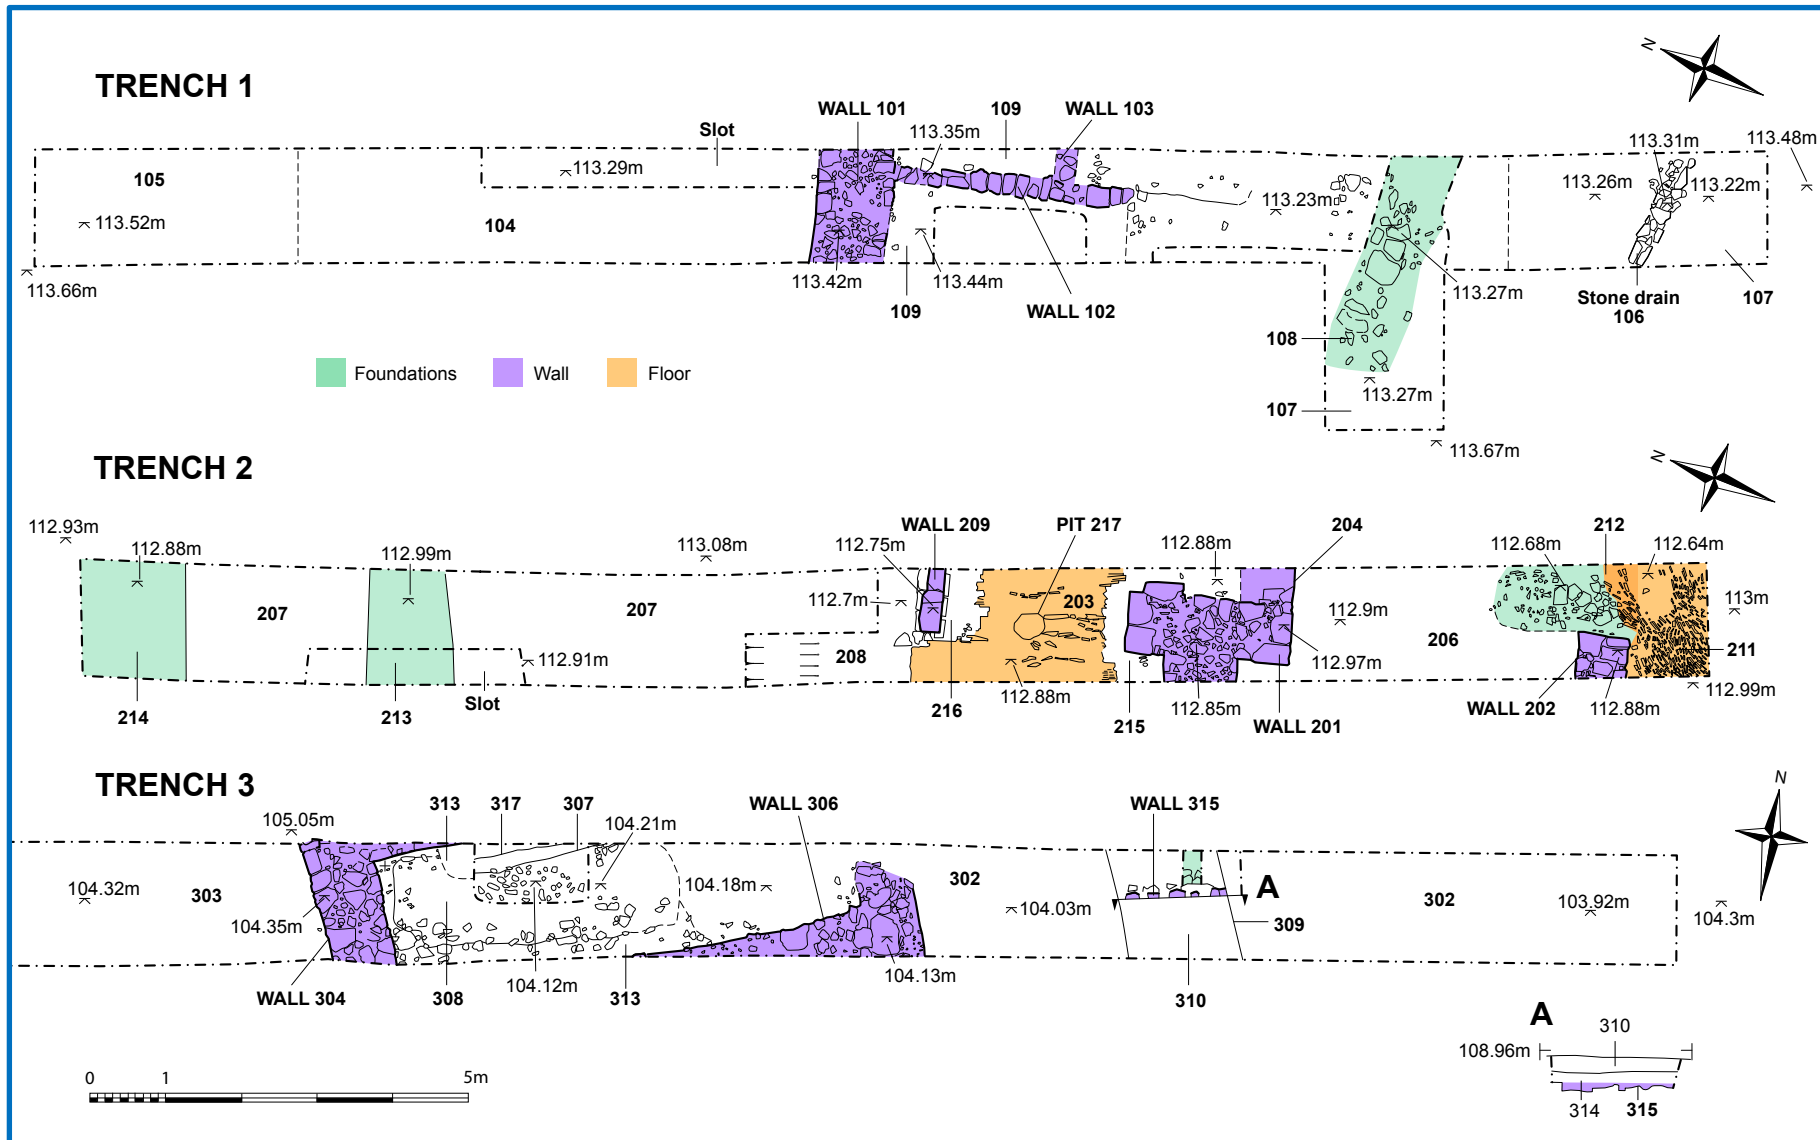 N
TRENCH 1
WALL 101
109
WALL 103
Slot
113.35m
113.31m
113.48m
105
113.29m
113.26m
113.22m
113.52m
104
113.23m
113.66m
113.42m
113.44m
113.27m
109
WALL 102
Stone drain
106
107
108
Foundations
Wall
Floor
113.27m
107
113.67m
N
TRENCH 2
112.93m
112.88m
112.99m
113.08m
WALL 209
112.75m
PIT 217
112.88m
204
212
112.68m
112.64m
112.7m
203
112.9m
113m
207
207
208
206
211
112.91m
112.97m
112.99m
214
213
Slot
216
112.88m
215
112.85m
WALL 201
WALL 202
112.88m
TRENCH 3
N
105.05m
313
317
307
104.21m
WALL 306
WALL 315
104.32m
303
104.18m
302
A
302
103.92m
104.3m
104.35m
104.03m
309
WALL 304
308
104.12m
313
104.13m
310
A
108.96m
310
314
315
0
1
5m